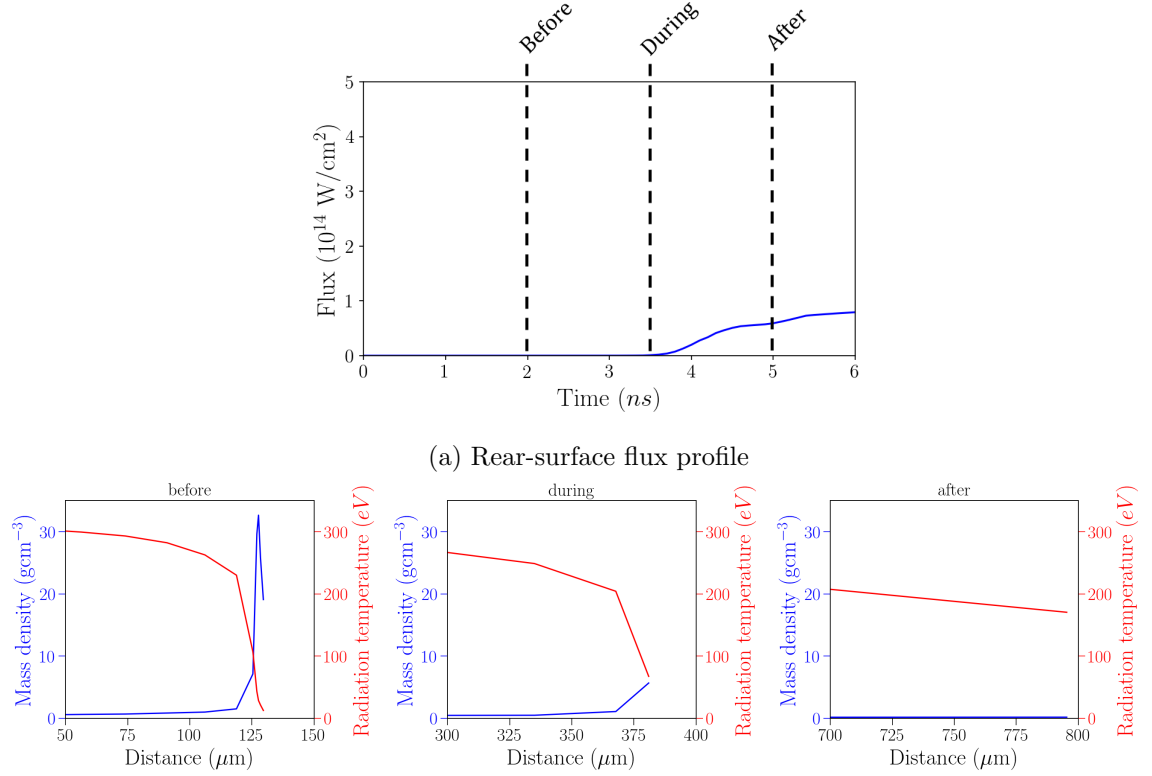 Before
During
After
5
4
3
2
1
0
Flux (10^14 W/cm^2)
0 1 2 3 4 5 6
Time (ns)
(a) Rear-surface flux profile
before
Mass density (gcm^−3)
30
20
10
0
300
200
100
0
Radiation temperature (eV)
50 75 100 125 150
Distance (μm)
during
Mass density (gcm^−3)
30
20
10
0
300
200
100
0
Radiation temperature (eV)
300 325 350 375 400
Distance (μm)
after
Mass density (gcm^−3)
30
20
10
0
300
200
100
0
Radiation temperature (eV)
700 725 750 775 800
Distance (μm)